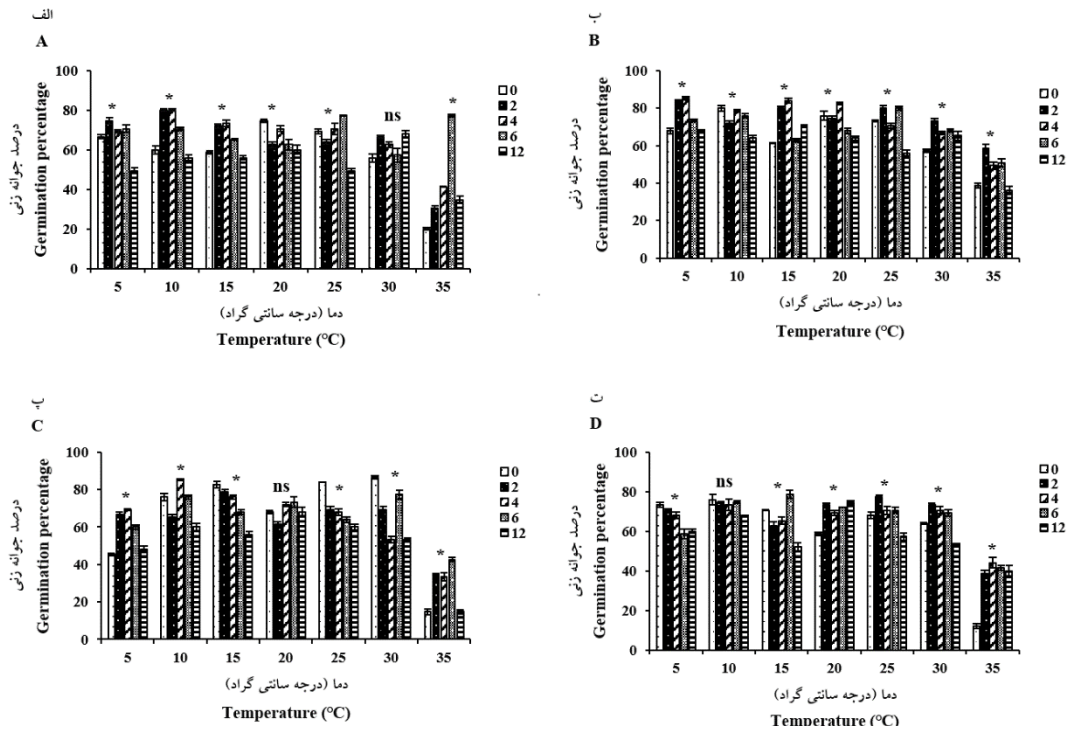 الف
A
100
80
60
40
20
0
درصد جوانه زنی
Germination percentage
* * * * * ns *
0
2
4
6
12
5 10 15 20 25 30 35
دما (درجه سانتی گراد)
Temperature (°C)
ب
B
100
80
60
40
20
0
درصد جوانه زنی
Germination percentage
* * * * * * *
0
2
4
6
12
5 10 15 20 25 30 35
دما (درجه سانتی گراد)
Temperature (°C)
C
100
80
60
40
20
0
درصد جوانه زنی
Germination percentage
* * * ns * * *
0
2
4
6
12
5 10 15 20 25 30 35
دما (درجه سانتی گراد)
Temperature (°C)
D
100
80
60
40
20
0
درصد جوانه زنی
Germination percentage
* ns * * * * *
0
2
4
6
12
5 10 15 20 25 30 35
دما (درجه سانتی گراد)
Temperature (°C)